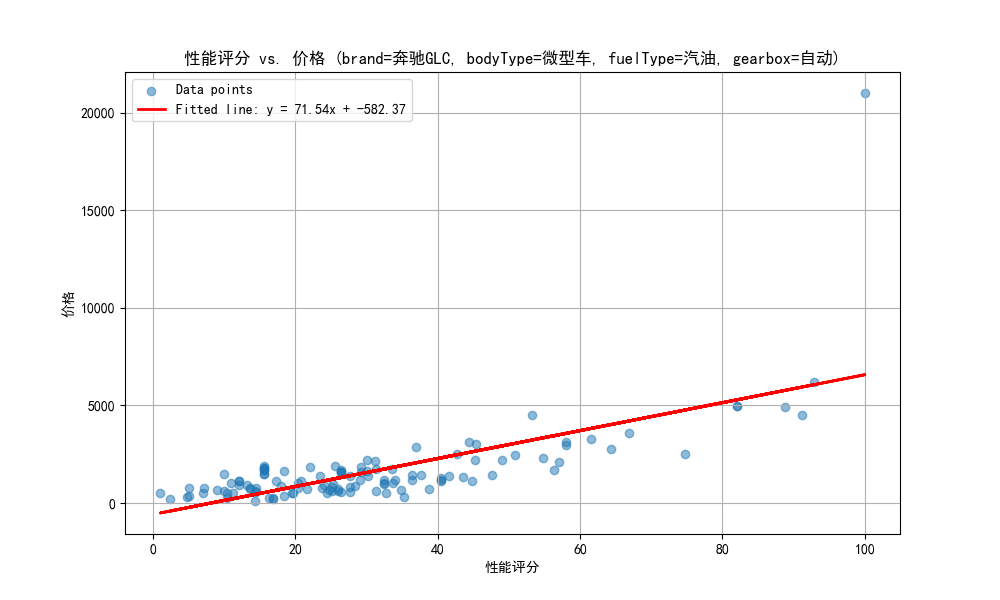 性能评分 vs. 价格 (brand=奔驰GLC, bodyType=微型车, fuelType=汽油, gearbox=自动)
Data points
Fitted line: y = 71.54x + -582.37
20000
15000
10000
5000
0
价格
0 20 40 60 80 100
性能评分